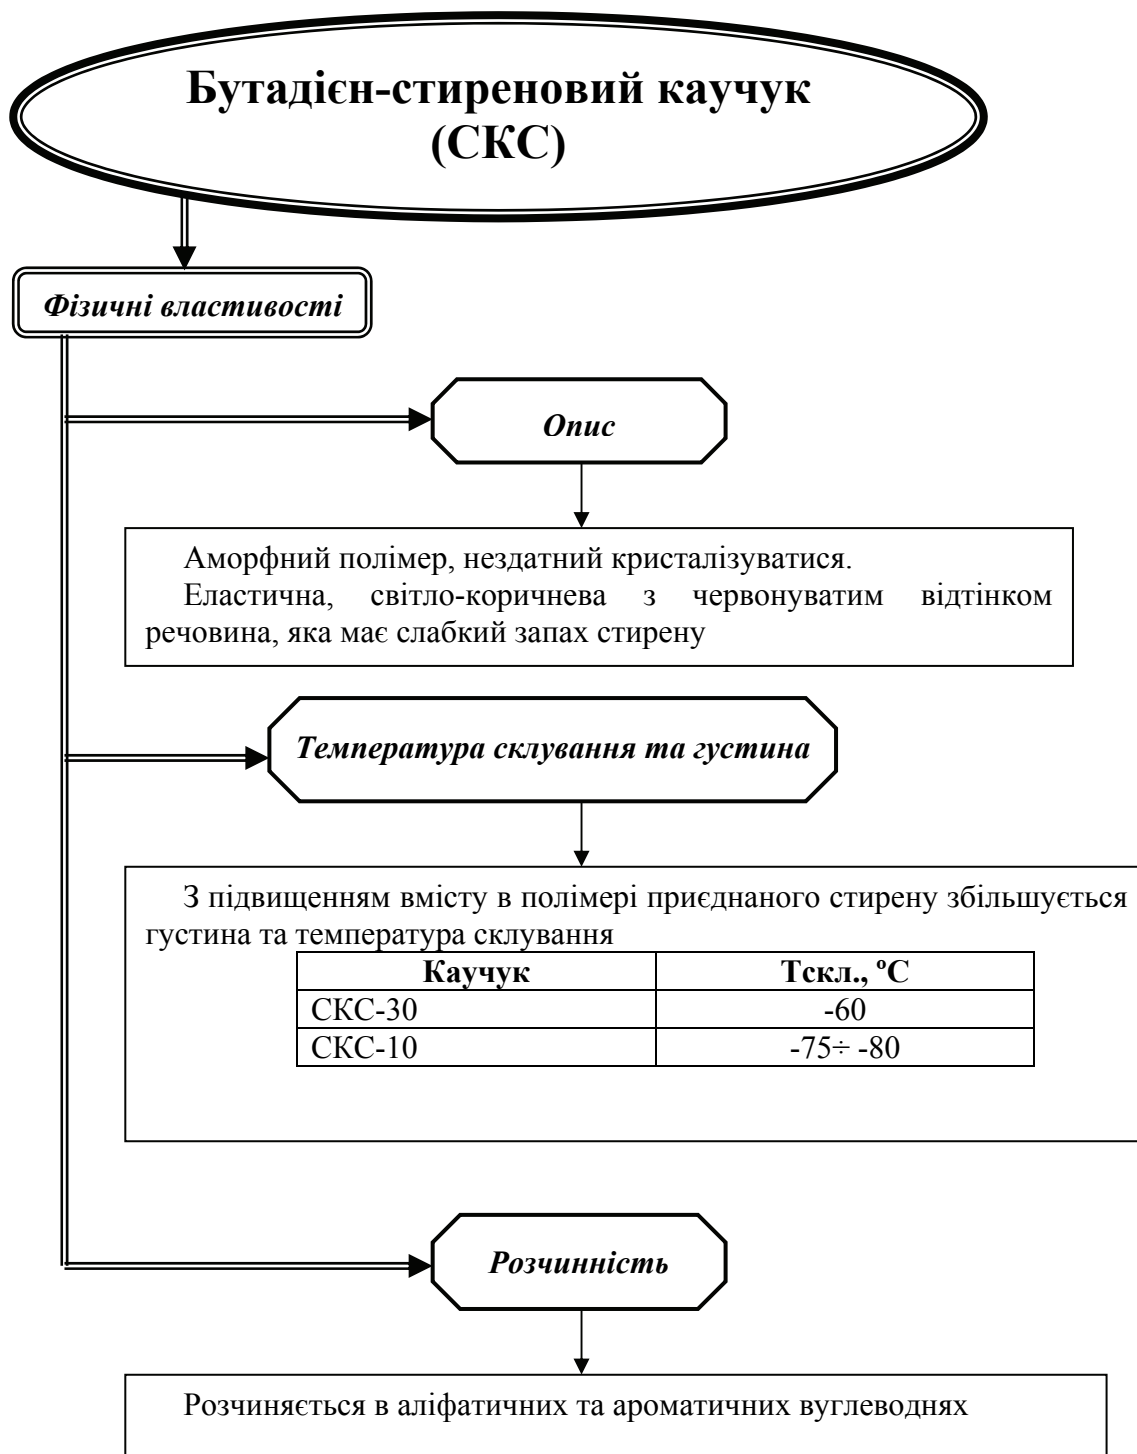 Бутадієн-стиреновий каучук
(СКС)
Фізичні властивості
Опис
Аморфний полімер, нездатний кристалізуватися.
Еластична, світло-коричнева з червонуватим відтінком
речовина, яка має слабкий запах стирену
Температура склування та густина
З підвищенням вмісту в полімері приєднаного стирену збільшується
густина та температура склування
Каучук Тскл., ºС
СКС-30 -60
СКС-10 -75÷ -80
Розчинність
Розчиняється в аліфатичних та ароматичних вуглеводнях